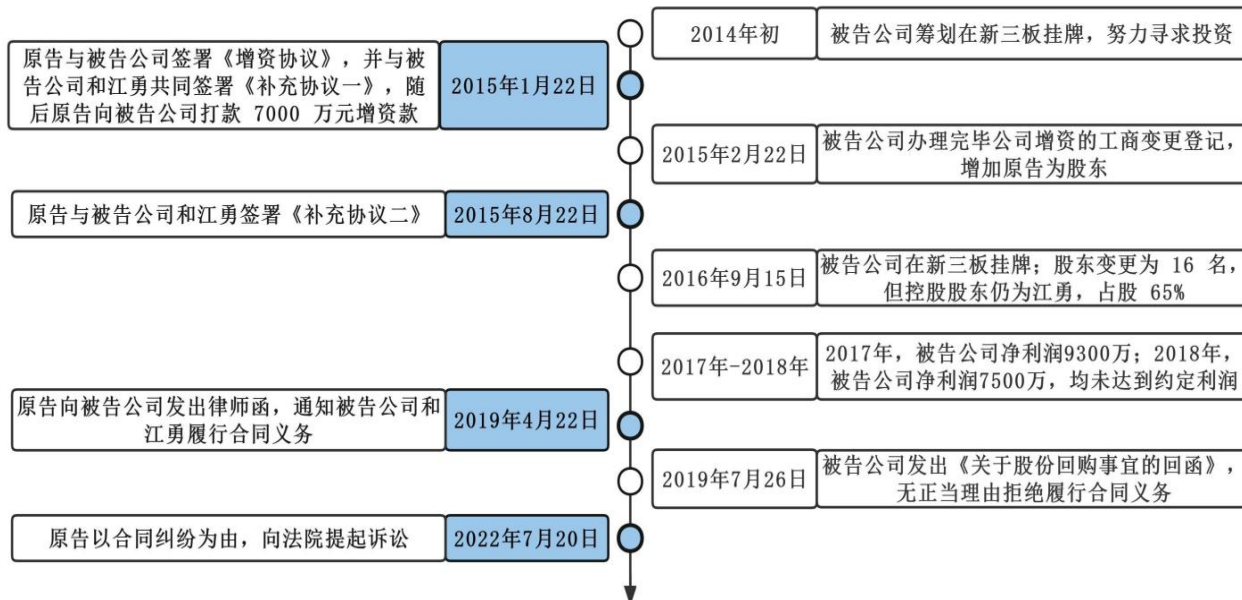 2014年初
被告公司筹划在新三板挂牌，努力寻求投资
原告与被告公司签署《增资协议》，并与被
告公司和江勇共同签署《补充协议一》，随
后原告向被告公司打款 7000 万元增资款
2015年1月22日
2015年2月22日
被告公司办理完毕公司增资的工商变更登记，
增加原告为股东
原告与被告公司和江勇签署《补充协议二》
2015年8月22日
2016年9月15日
被告公司在新三板挂牌；股东变更为 16 名，
但控股股东仍为江勇，占股 65%
2017年-2018年
2017年，被告公司净利润9300万；2018年，
被告公司净利润7500万，均未达到约定利润
原告向被告公司发出律师函，通知被告公司和
江勇履行合同义务
2019年4月22日
2019年7月26日
被告公司发出《关于股份回购事宜的回函》，
无正当理由拒绝履行合同义务
原告以合同纠纷为由，向法院提起诉讼
2022年7月20日